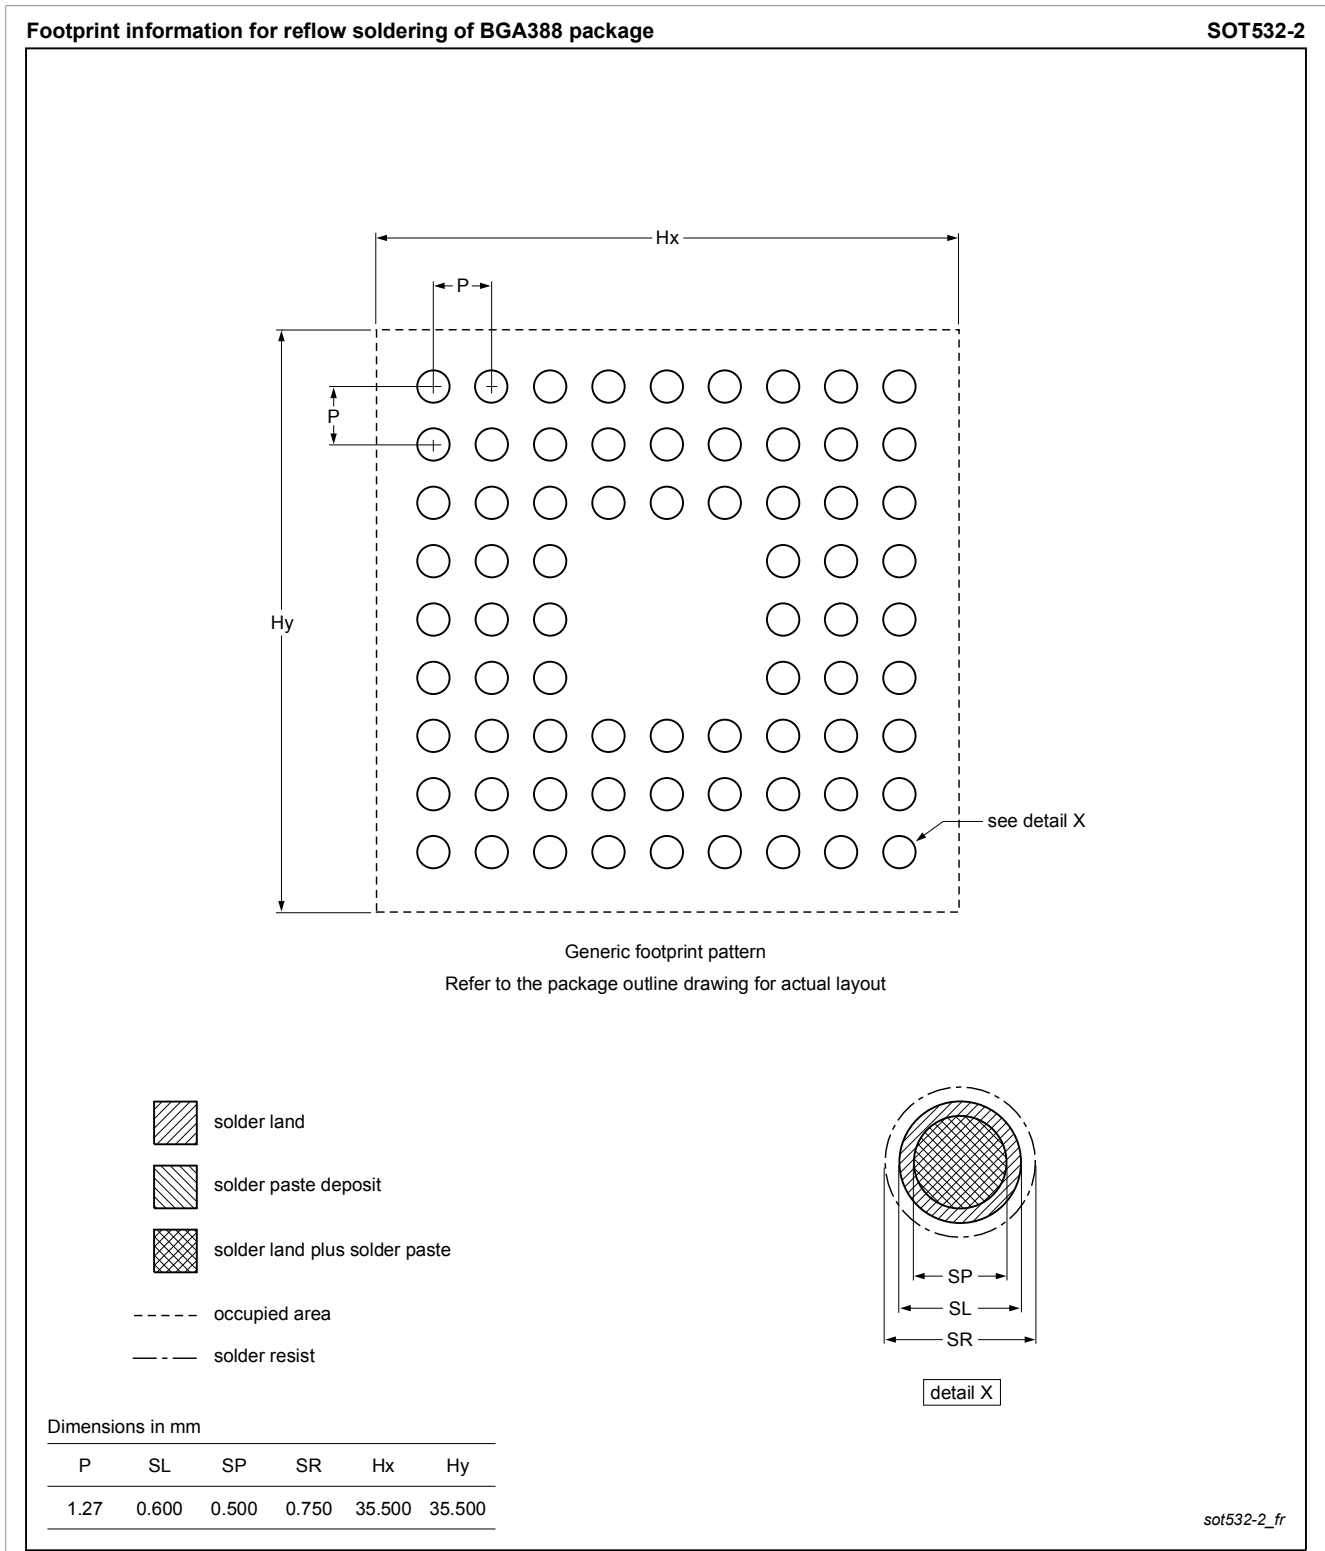 Footprint information for reflow soldering of BGA388 package SOT532-2
Hx
P
P
Hy
see detail X
Generic footprint pattern
Refer to the package outline drawing for actual layout
solder land
solder paste deposit
solder land plus solder paste
occupied area
solder resist
SP
SL
SR
detail X
Dimensions in mm
P SL SP SR Hx Hy
1.27 0.600 0.500 0.750 35.500 35.500
sot532-2_fr